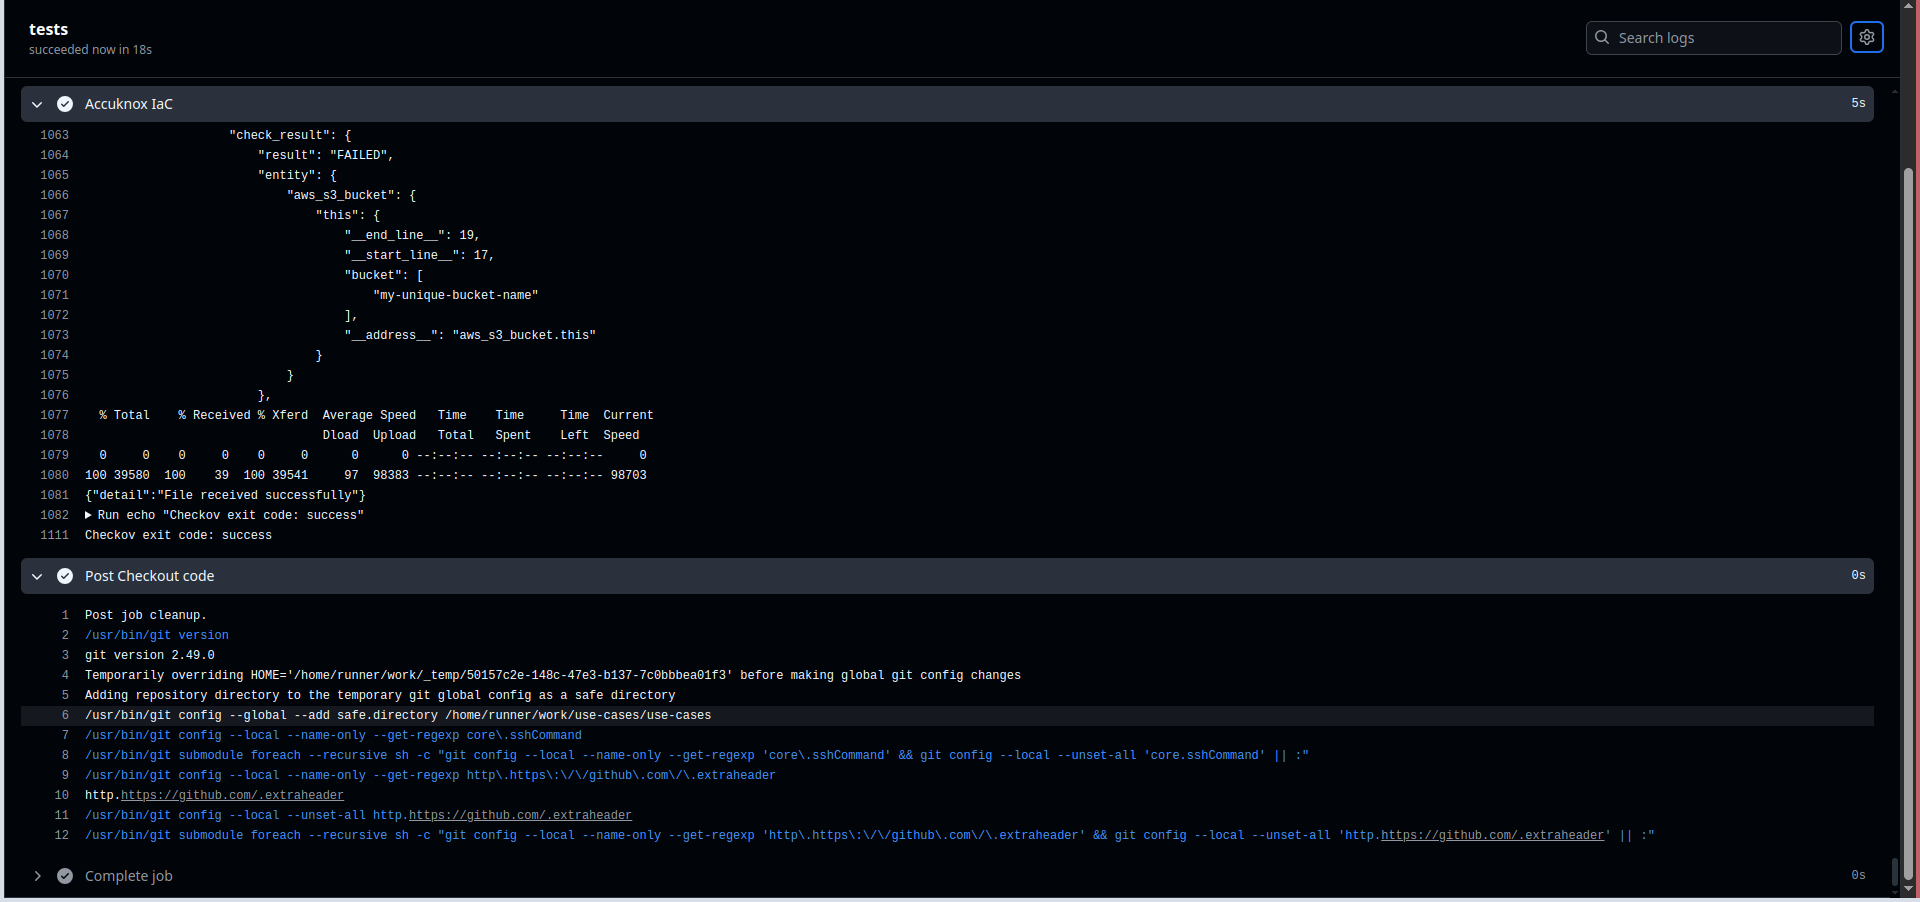 tests
succeeded now in 18s
Search logs
Accuknox IaC 5s
1063 "check_result": {
1064 "result": "FAILED",
1065 "entity": {
1066 "aws_s3_bucket": {
1067 "this": {
1068 "__end_line__": 19,
1069 "__start_line__": 17,
1070 "bucket": [
1071 "my-unique-bucket-name"
1072 ],
1073 "__address__": "aws_s3_bucket.this"
1074 }
1075 }
1076 },
1077 % Total % Received % Xferd Average Speed Time Time Time Current
1078 Dload Upload Total Spent Left Speed
1079 0 0 0 0 0 0 0 0 --:--:-- --:--:-- --:--:-- 0
1080 100 39580 100 39 100 39541 97 98383 --:--:-- --:--:-- --:--:-- 98703
1081 {"detail":"File received successfully"}
1082 Run echo "Checkov exit code: success"
1111 Checkov exit code: success
Post Checkout code 0s
1 Post job cleanup.
2 /usr/bin/git version
3 git version 2.49.0
4 Temporarily overriding HOME='/home/runner/work/_temp/50157c2e-148c-47e3-b137-7c0bbbea01f3' before making global git config changes
5 Adding repository directory to the temporary git global config as a safe directory
6 /usr/bin/git config --global --add safe.directory /home/runner/work/use-cases/use-cases
7 /usr/bin/git config --local --name-only --get-regexp core\.sshCommand
8 /usr/bin/git submodule foreach --recursive sh -c "git config --local --name-only --get-regexp 'core\.sshCommand' && git config --local --unset-all 'core.sshCommand' || :"
9 /usr/bin/git config --local --name-only --get-regexp http\.https\:\/\/github\.com\/\.extraheader
10 http.https://github.com/.extraheader
11 /usr/bin/git config --local --unset-all http.https://github.com/.extraheader
12 /usr/bin/git submodule foreach --recursive sh -c "git config --local --name-only --get-regexp 'http\.https\:\/\/github\.com\/\.extraheader' && git config --local --unset-all 'http.https://github.com/.extraheader' || :"
Complete job 0s